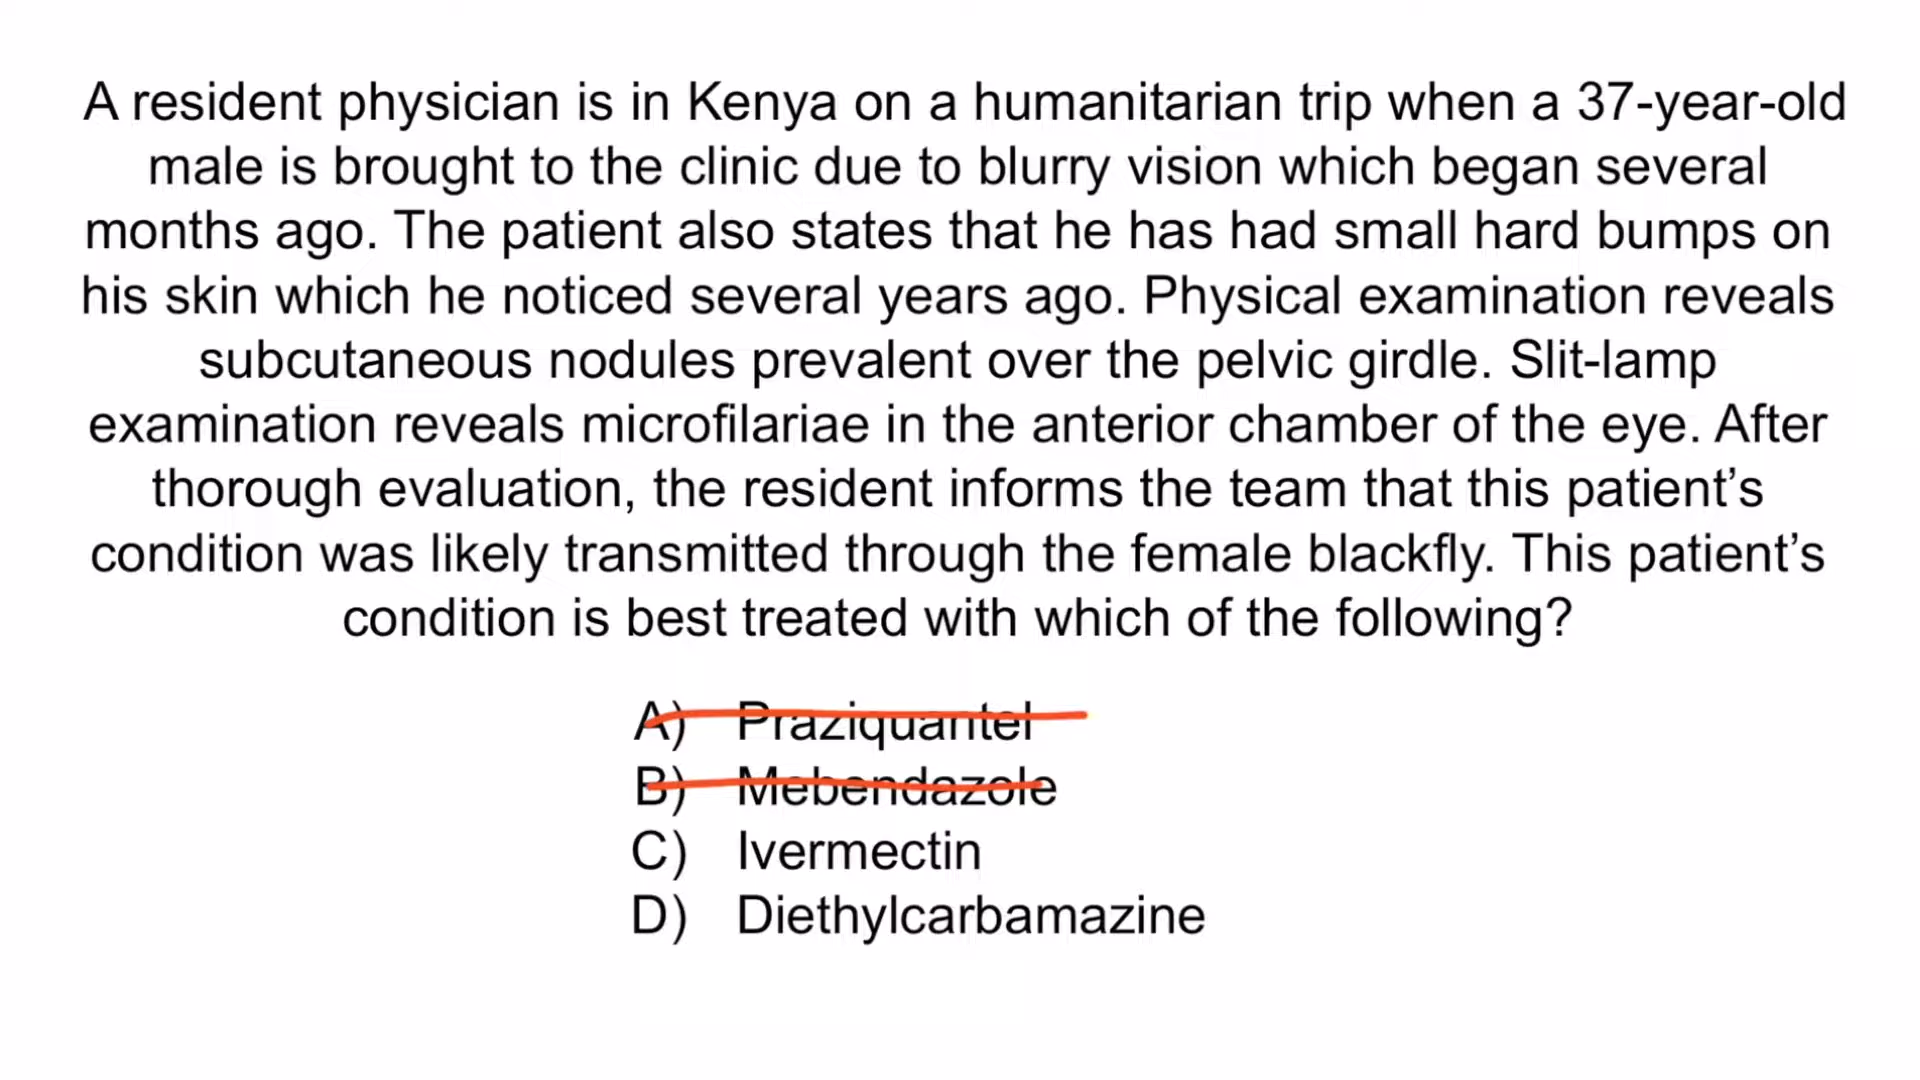 A resident physician is in Kenya on a humanitarian trip when a 37-year-old
male is brought to the clinic due to blurry vision which began several
months ago. The patient also states that he has had small hard bumps on
his skin which he noticed several years ago. Physical examination reveals
subcutaneous nodules prevalent over the pelvic girdle. Slit-lamp
examination reveals microfilariae in the anterior chamber of the eye. After
thorough evaluation, the resident informs the team that this patient’s
condition was likely transmitted through the female blackfly. This patient’s
condition is best treated with which of the following?
A) Praziquantel
B) Mebendazole
C) Ivermectin
D) Diethylcarbamazine